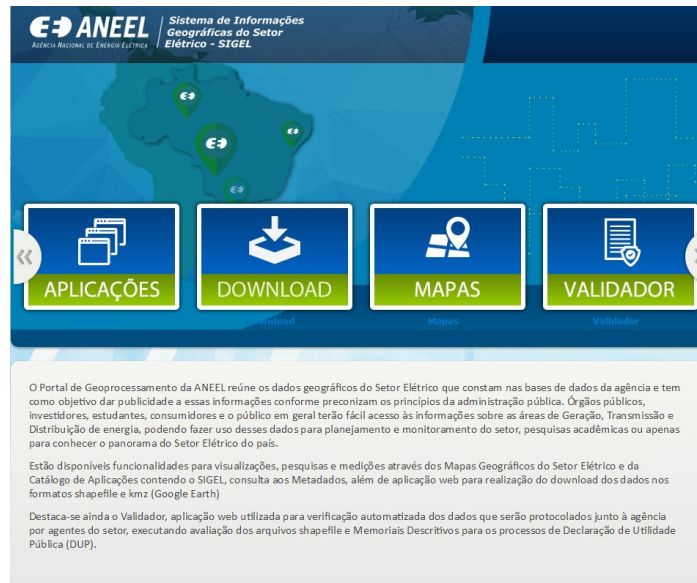 ANEEL
AGÊNCIA NACIONAL DE ENERGIA ELÉTRICA
Sistema de Informações
Geográficas do Setor
Elétrico - SIGEL
APLICAÇÕES
DOWNLOAD
MAPAS
VALIDADOR
Mapas
Validador
O Portal de Geoprocessamento da ANEEL reúne os dados geográficos do Setor Elétrico que constam nas bases de dados da agência e tem
como objetivo dar publicidade a essas informações conforme preconizam os princípios da administração pública. Órgãos públicos,
investidores, estudantes, consumidores e o público em geral terão fácil acesso às informações sobre as áreas de Geração, Transmissão e
Distribuição de energia, podendo fazer uso desses dados para planejamento e monitoramento do setor, pesquisas acadêmicas ou apenas
para conhecer o panorama do Setor Elétrico do país.
Estão disponíveis funcionalidades para visualizações, pesquisas e medições através dos Mapas Geográficos do Setor Elétrico e da
Catálogo de Aplicações contendo o SIGEL, consulta aos Metadados, além de aplicação web para realização do download dos dados nos
formatos shapefile e kmz (Google Earth)
Destaca-se ainda o Validador, aplicação web utilizada para verificação automatizada dos dados que serão protocolados junto à agência
por agentes do setor, executando avaliação dos arquivos shapefile e Memoriais Descritivos para os processos de Declaração de Utilidade
Pública (DUP).